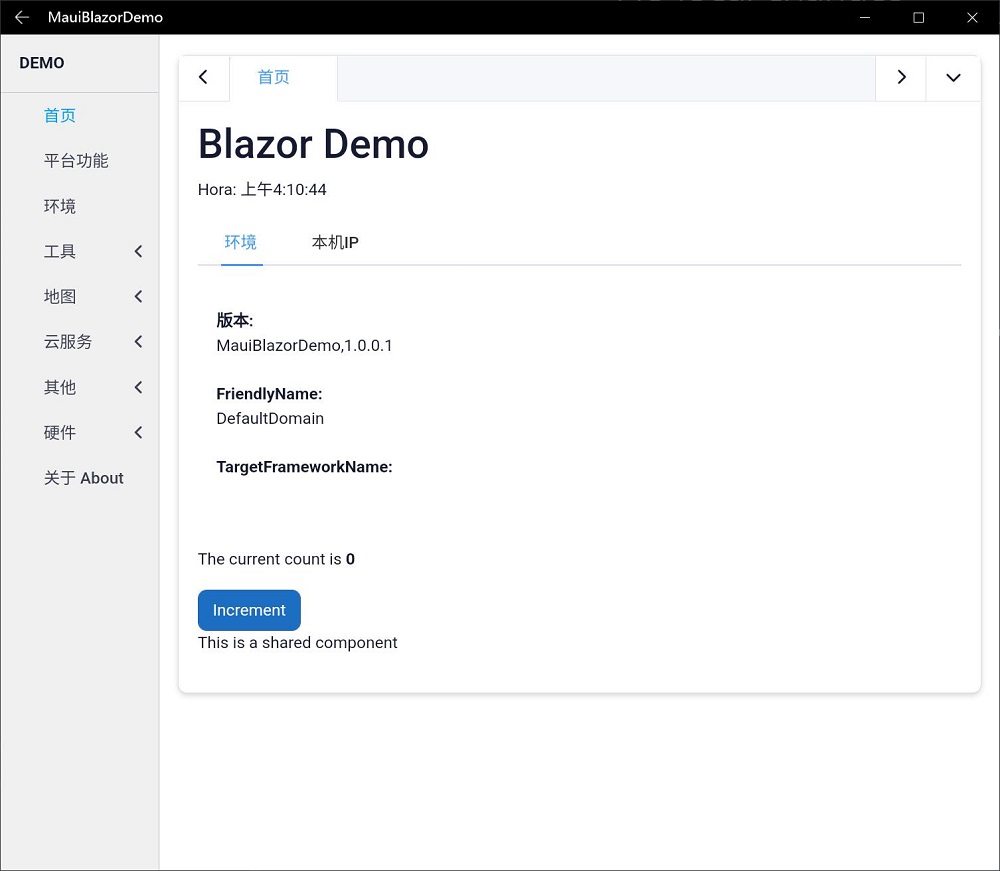 MauiBlazorDemo
DEMO
首页
平台功能
环境
工具
地图
云服务
其他
硬件
关于 About
首页
Blazor Demo
Hora: 上午4:10:44
环境 本机IP
版本:
MauiBlazorDemo,1.0.0.1
FriendlyName:
DefaultDomain
TargetFrameworkName:
The current count is 0
Increment
This is a shared component